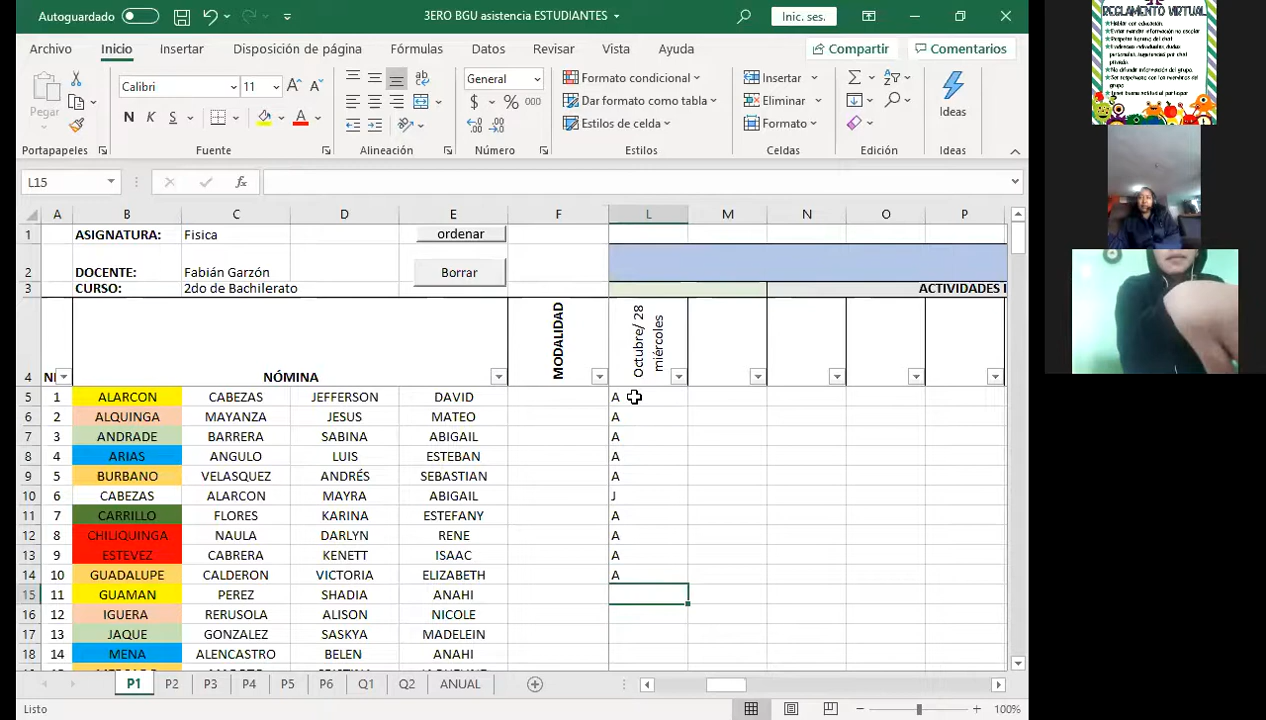 Autoguardado
3ERO BGU asistencia ESTUDIANTES
Inic. ses.
Archivo Inicio Insertar Disposición de página Fórmulas Datos Revisar Vista Ayuda Compartir Comentarios
Pegar
Calibri 11
N K S
General
$ % 000
Formato condicional
Dar formato como tabla
Estilos de celda
Insertar
Eliminar
Formato
Ideas
Portapapeles Fuente Alineación Número Estilos Celdas Edición Ideas
L15
A B C D E F L M N O P
1 ASIGNATURA: Fisica ordenar
2 DOCENTE: Fabián Garzón Borrar
3 CURSO: 2do de Bachilerato ACTIVIDADES I
4 NÓMINA MODALIDAD Octubre/ 28 miércoles
5 1 ALARCON CABEZAS JEFFERSON DAVID A
6 2 ALQUINGA MAYANZA JESUS MATEO A
7 3 ANDRADE BARRERA SABINA ABIGAIL A
8 4 ARIAS ANGULO LUIS ESTEBAN A
9 5 BURBANO VELASQUEZ ANDRÉS SEBASTIAN A
10 6 CABEZAS ALARCON MAYRA ABIGAIL J
11 7 CARRILLO FLORES KARINA ESTEFANY A
12 8 CHILIQUINGA NAULA DARLYN RENE A
13 9 ESTEVEZ CABRERA KENETT ISAAC A
14 10 GUADALUPE CALDERON VICTORIA ELIZABETH A
15 11 GUAMAN PEREZ SHADIA ANAHI
16 12 IGUERA RERUSOLA ALISON NICOLE
17 13 JAQUE GONZALEZ SASKYA MADELEIN
18 14 MENA ALENCASTRO BELEN ANAHI
P1 P2 P3 P4 P5 P6 Q1 Q2 ANUAL
Listo
100%
REGLAMENTO VIRTUAL